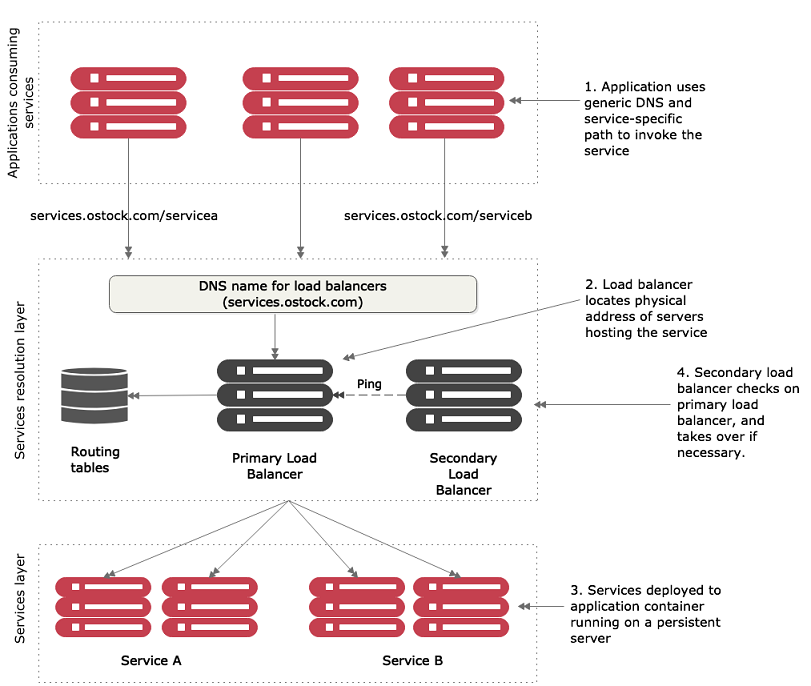 Applications consuming
services
1. Application uses
generic DNS and
service-specific
path to invoke the
service
services.ostock.com/servicea
services.ostock.com/serviceb
Services resolution layer
DNS name for load balancers
(services.ostock.com)
2. Load balancer
locates physical
address of servers
hosting the service
Ping
4. Secondary load
balancer checks on
primary load
balancer, and
takes over if
necessary.
Routing
tables
Primary Load
Balancer
Secondary
Load
Balancer
Services layer
3. Services deployed to
application container
running on a persistent
server
Service A
Service B